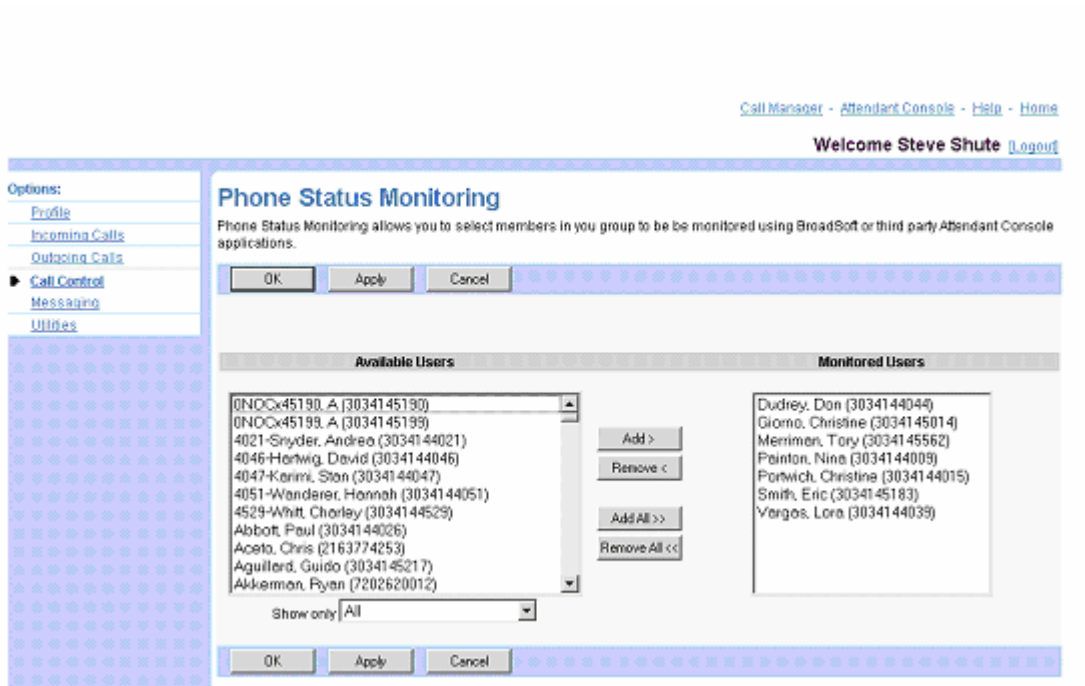 Call Manager - Attendant Console - Help - Home
Welcome Steve Shute [Logout]
Options:
Profile
Incoming Calls
Outgoing Calls
Call Control
Messaging
Utilities
Phone Status Monitoring
Phone Status Monitoring allows you to select members in you group to be be monitored using BroadSoft or third party Attendant Console
applications.
OK Apply Cancel
Available Users
0NOCx45190, A (3034145190)
0NOCx45199, A (3034145199)
4021-Snyder, Andrea (3034144021)
4046-Hartwig, David (3034144046)
4047-Karimi, Stan (3034144047)
4051-Wanderer, Hannah (3034144051)
4529-Whitt, Charley (3034144529)
Abbott, Paul (3034144026)
Aceto, Chris (2163774253)
Aguillard, Guido (3034145217)
Akkerman, Ryan (7202620012)
Show only All
Add >
Remove <
Add All >>
Remove All <<
Monitored Users
Dudrey, Don (3034144044)
Giorno, Christine (3034145014)
Merriman, Tory (3034145562)
Painton, Nina (3034144009)
Portwich, Christine (3034144015)
Smith, Eric (3034145183)
Vargas, Lora (3034144039)
OK Apply Cancel